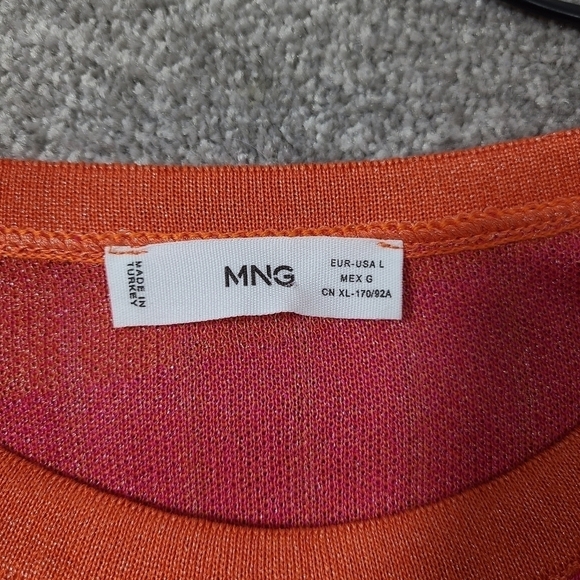 MADE IN
TURKEY
MNG
EUR-USA L
MEX G
CN XL-170/92A